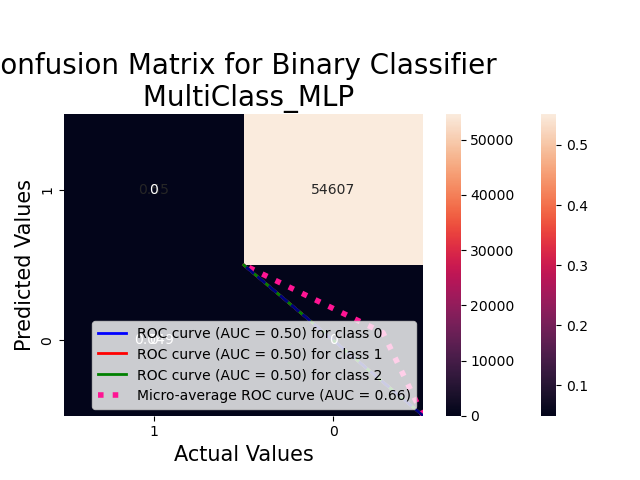 onfusion Matrix for Binary Classifier
MultiClass_MLP
Predicted Values
1
0
0
54607
0
ROC curve (AUC = 0.50) for class 0
ROC curve (AUC = 0.50) for class 1
ROC curve (AUC = 0.50) for class 2
Micro-average ROC curve (AUC = 0.66)
1
0
Actual Values
50000
40000
30000
20000
10000
0
0.5
0.4
0.3
0.2
0.1